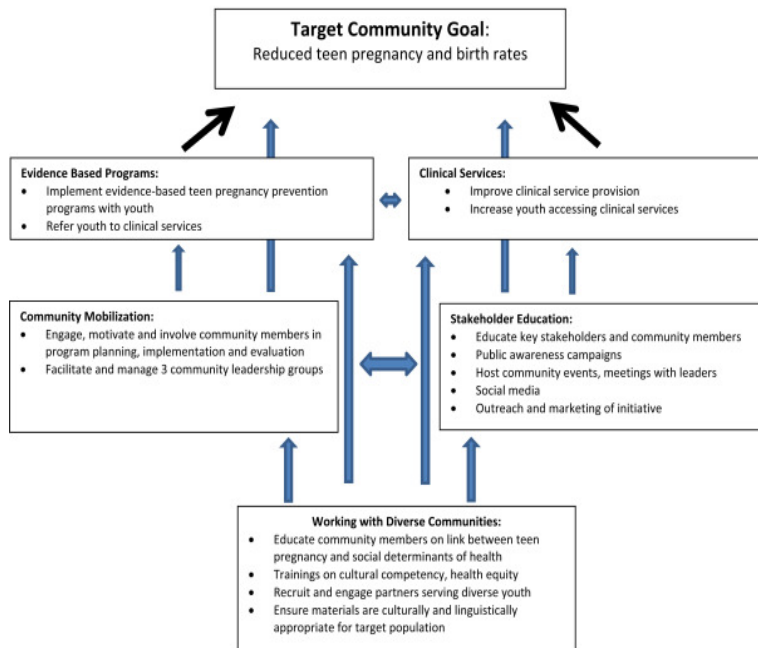 Target Community Goal:
Reduced teen pregnancy and birth rates
Evidence Based Programs:
• Implement evidence-based teen pregnancy prevention
programs with youth
• Refer youth to clinical services
Clinical Services:
• Improve clinical service provision
• Increase youth accessing clinical services
Community Mobilization:
• Engage, motivate and involve community members in
program planning, implementation and evaluation
• Facilitate and manage 3 community leadership groups
Stakeholder Education:
• Educate key stakeholders and community members
• Public awareness campaigns
• Host community events, meetings with leaders
• Social media
• Outreach and marketing of initiative
Working with Diverse Communities:
• Educate community members on link between teen
pregnancy and social determinants of health
• Trainings on cultural competency, health equity
• Recruit and engage partners serving diverse youth
• Ensure materials are culturally and linguistically
appropriate for target population